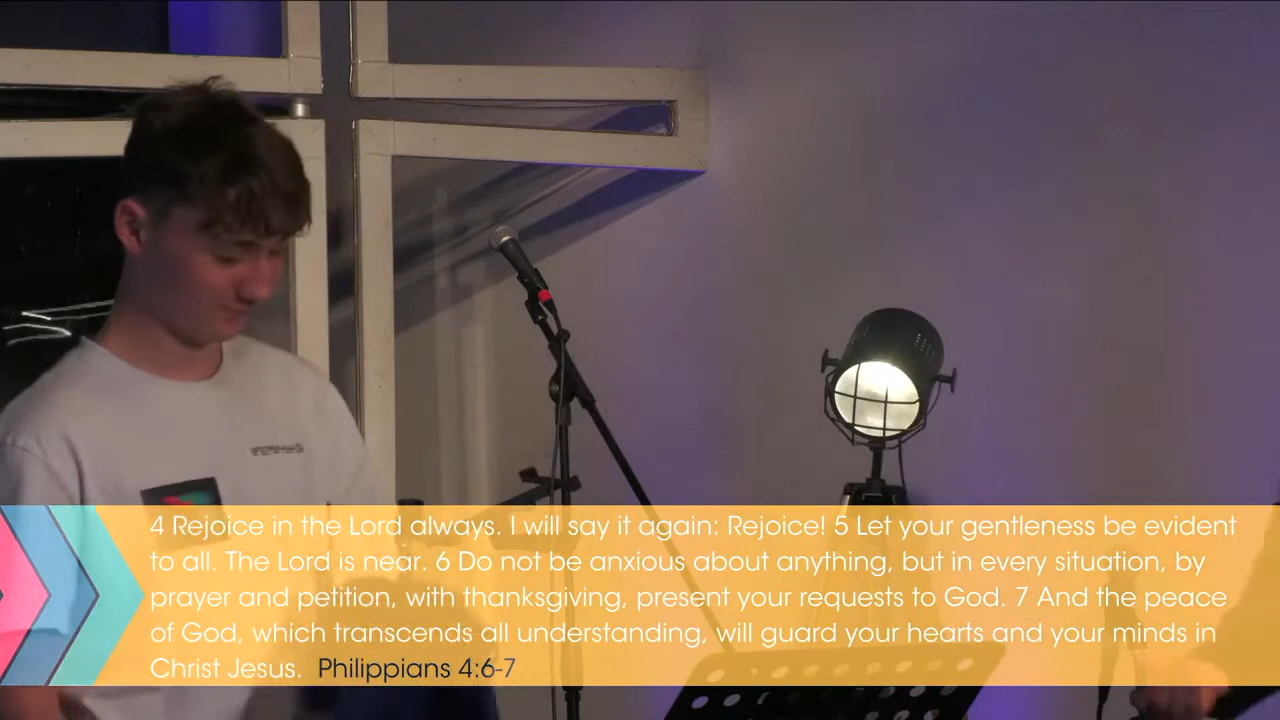 4 Rejoice in the Lord always. I will say it again: Rejoice! 5 Let your gentleness be evident
to all. The Lord is near. 6 Do not be anxious about anything, but in every situation, by
prayer and petition, with thanksgiving, present your requests to God. 7 And the peace
of God, which transcends all understanding, will guard your hearts and your minds in
Christ Jesus. Philippians 4:6-7